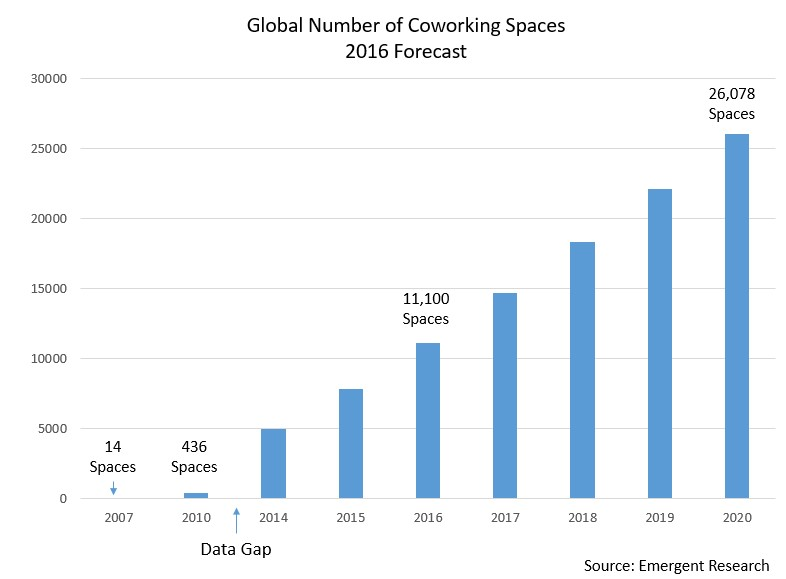 Global Number of Coworking Spaces
2016 Forecast
30000
25000
20000
15000
10000
5000
0
14
Spaces
436
Spaces
11,100
Spaces
26,078
Spaces
2007
2010
2014
2015
2016
2017
2018
2019
2020
Data Gap
Source: Emergent Research